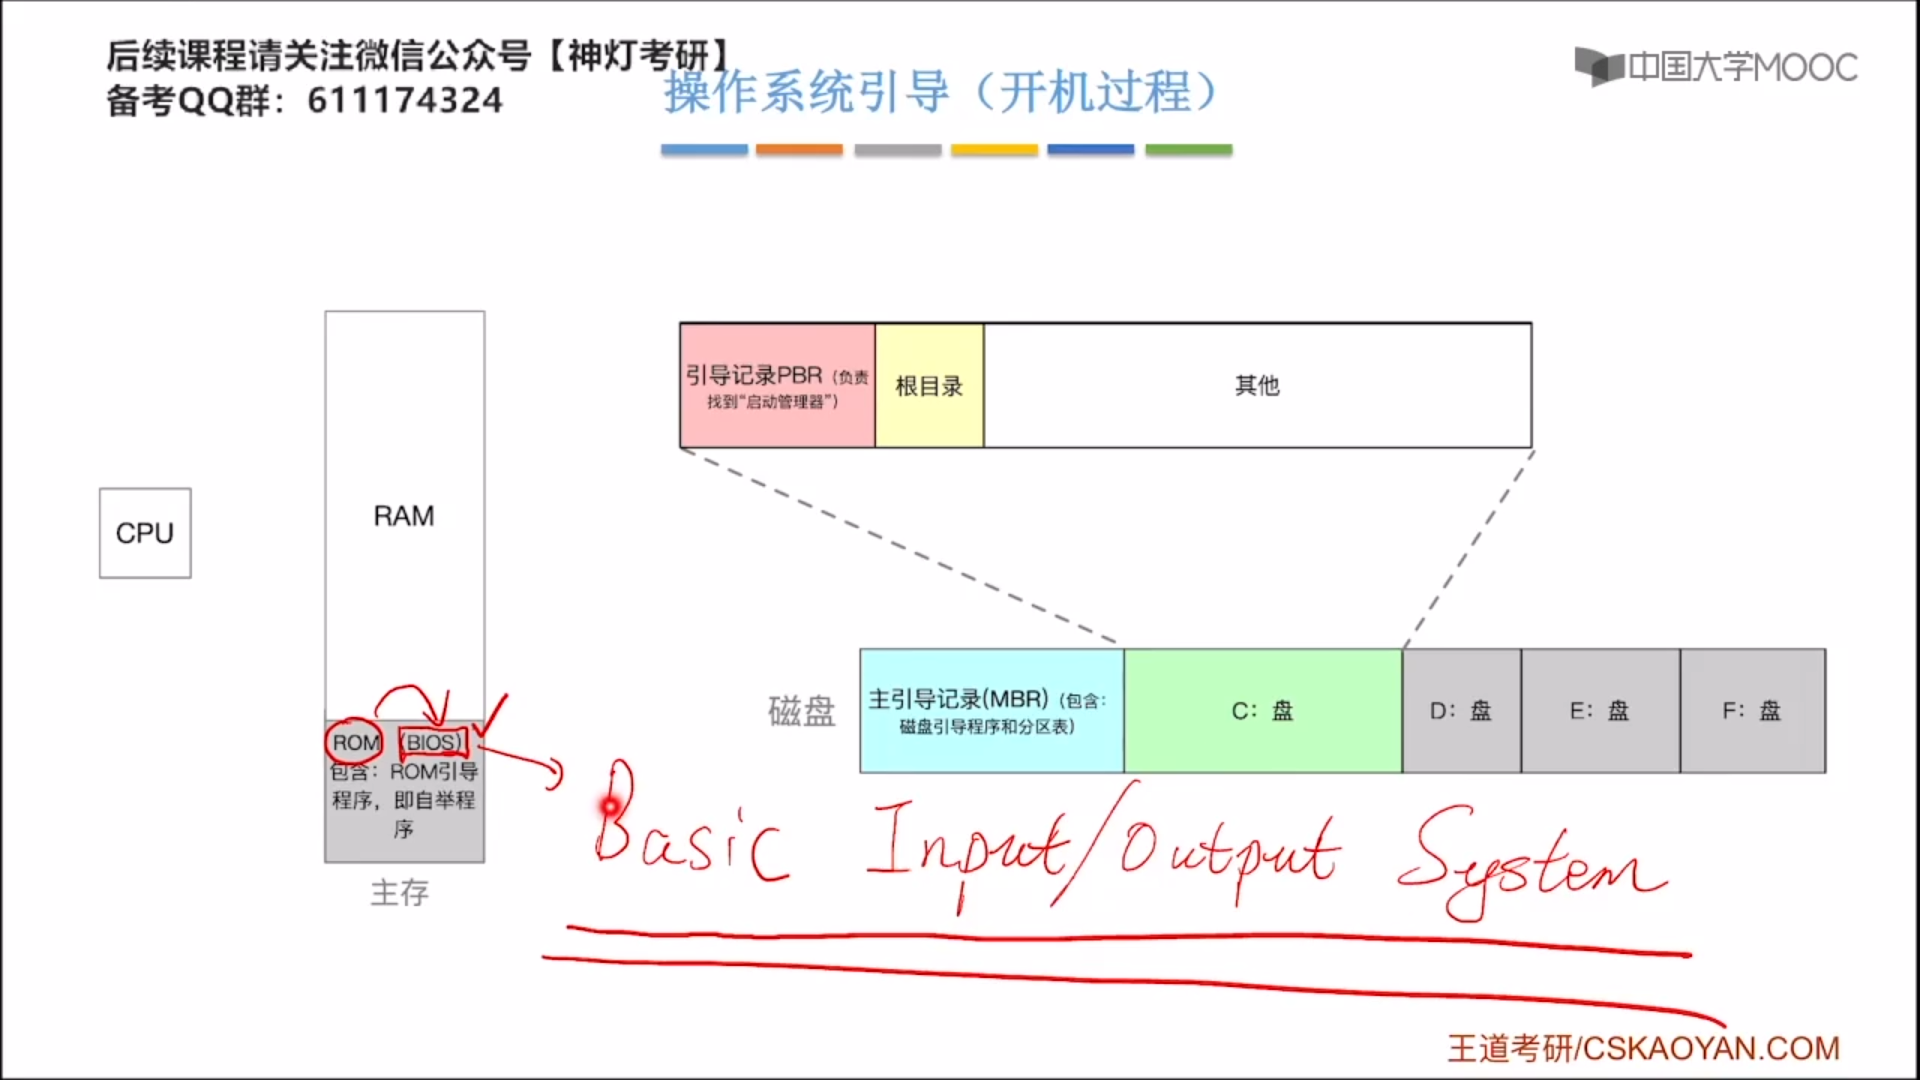 后续课程请关注微信公众号【神灯考研】
备考QQ群：611174324
操作系统引导（开机过程）
中国大学MOOC
引导记录PBR（负责
找到“启动管理器”）
根目录
其他
CPU
RAM
磁盘
主引导记录(MBR)（包含：
磁盘引导程序和分区表）
C：盘
D：盘
E：盘
F：盘
ROM (BIOS)
包含：ROM引导
程序，即自举程
序
主存
Basic Input/Output System
王道考研/CSKAOYAN.COM